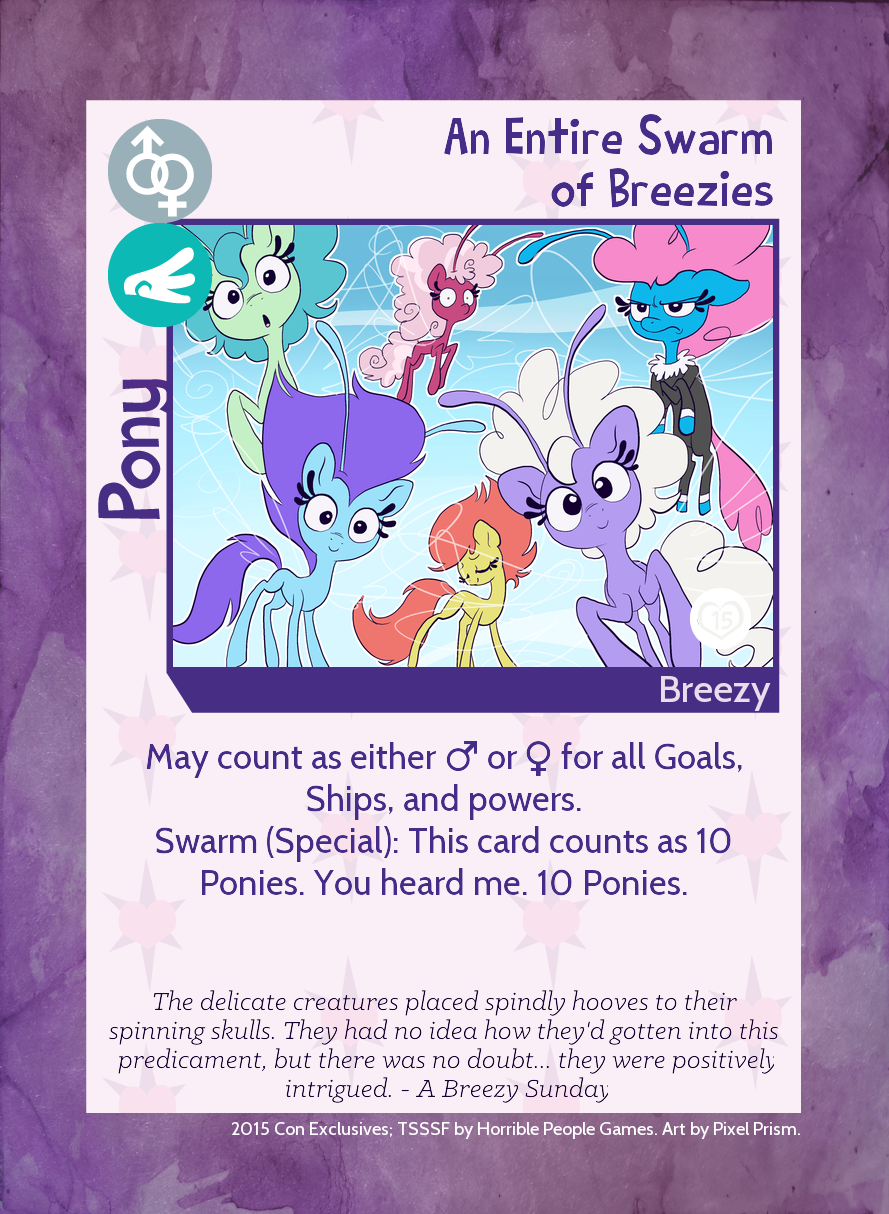 An Entire Swarm
of Breezies
Pony
15
Breezy
May count as either ♂ or ♀ for all Goals,
Ships, and powers.
Swarm (Special): This card counts as 10
Ponies. You heard me. 10 Ponies.
The delicate creatures placed spindly hooves to their
spinning skulls. They had no idea how they'd gotten into this
predicament, but there was no doubt... they were positively
intrigued. - A Breezy Sunday
2015 Con Exclusives; TSSSF by Horrible People Games. Art by Pixel Prism.